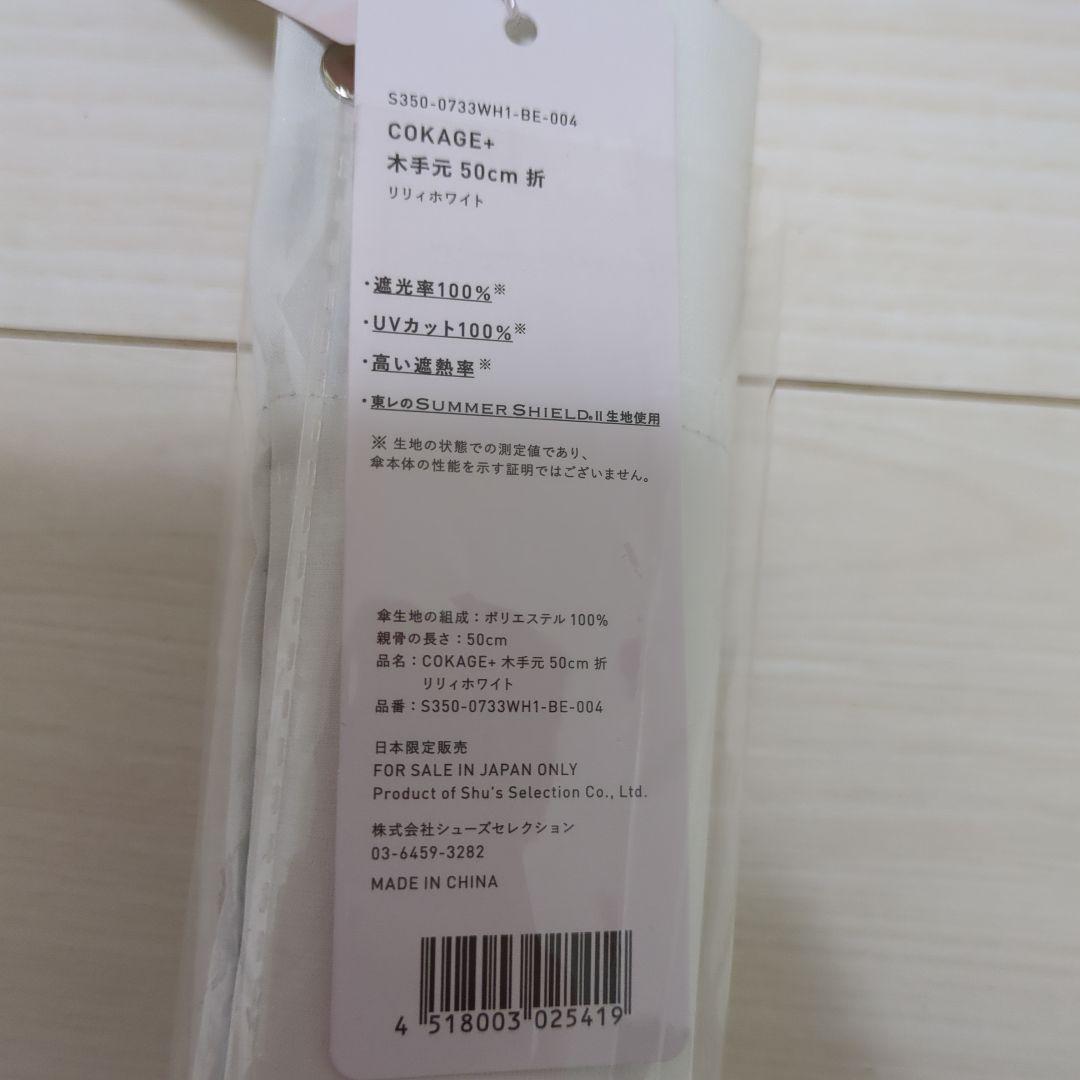 S350-0733WH1-BE-004
COKAGE+
木手元 50cm 折
リリィホワイト
・遮光率100%※
・UVカット100%※
・高い遮熱率※
・東レのSUMMER SHIELD®II 生地使用
※ 生地の状態での測定値であり、
傘本体の性能を示す証明ではございません。
傘生地の組成：ポリエステル 100%
親骨の長さ：50cm
品名：COKAGE+ 木手元 50cm 折
リリィホワイト
品番：S350-0733WH1-BE-004
日本限定販売
FOR SALE IN JAPAN ONLY
Product of Shu's Selection Co., Ltd.
株式会社シューズセレクション
03-6459-3282
MADE IN CHINA
4 518003 025419